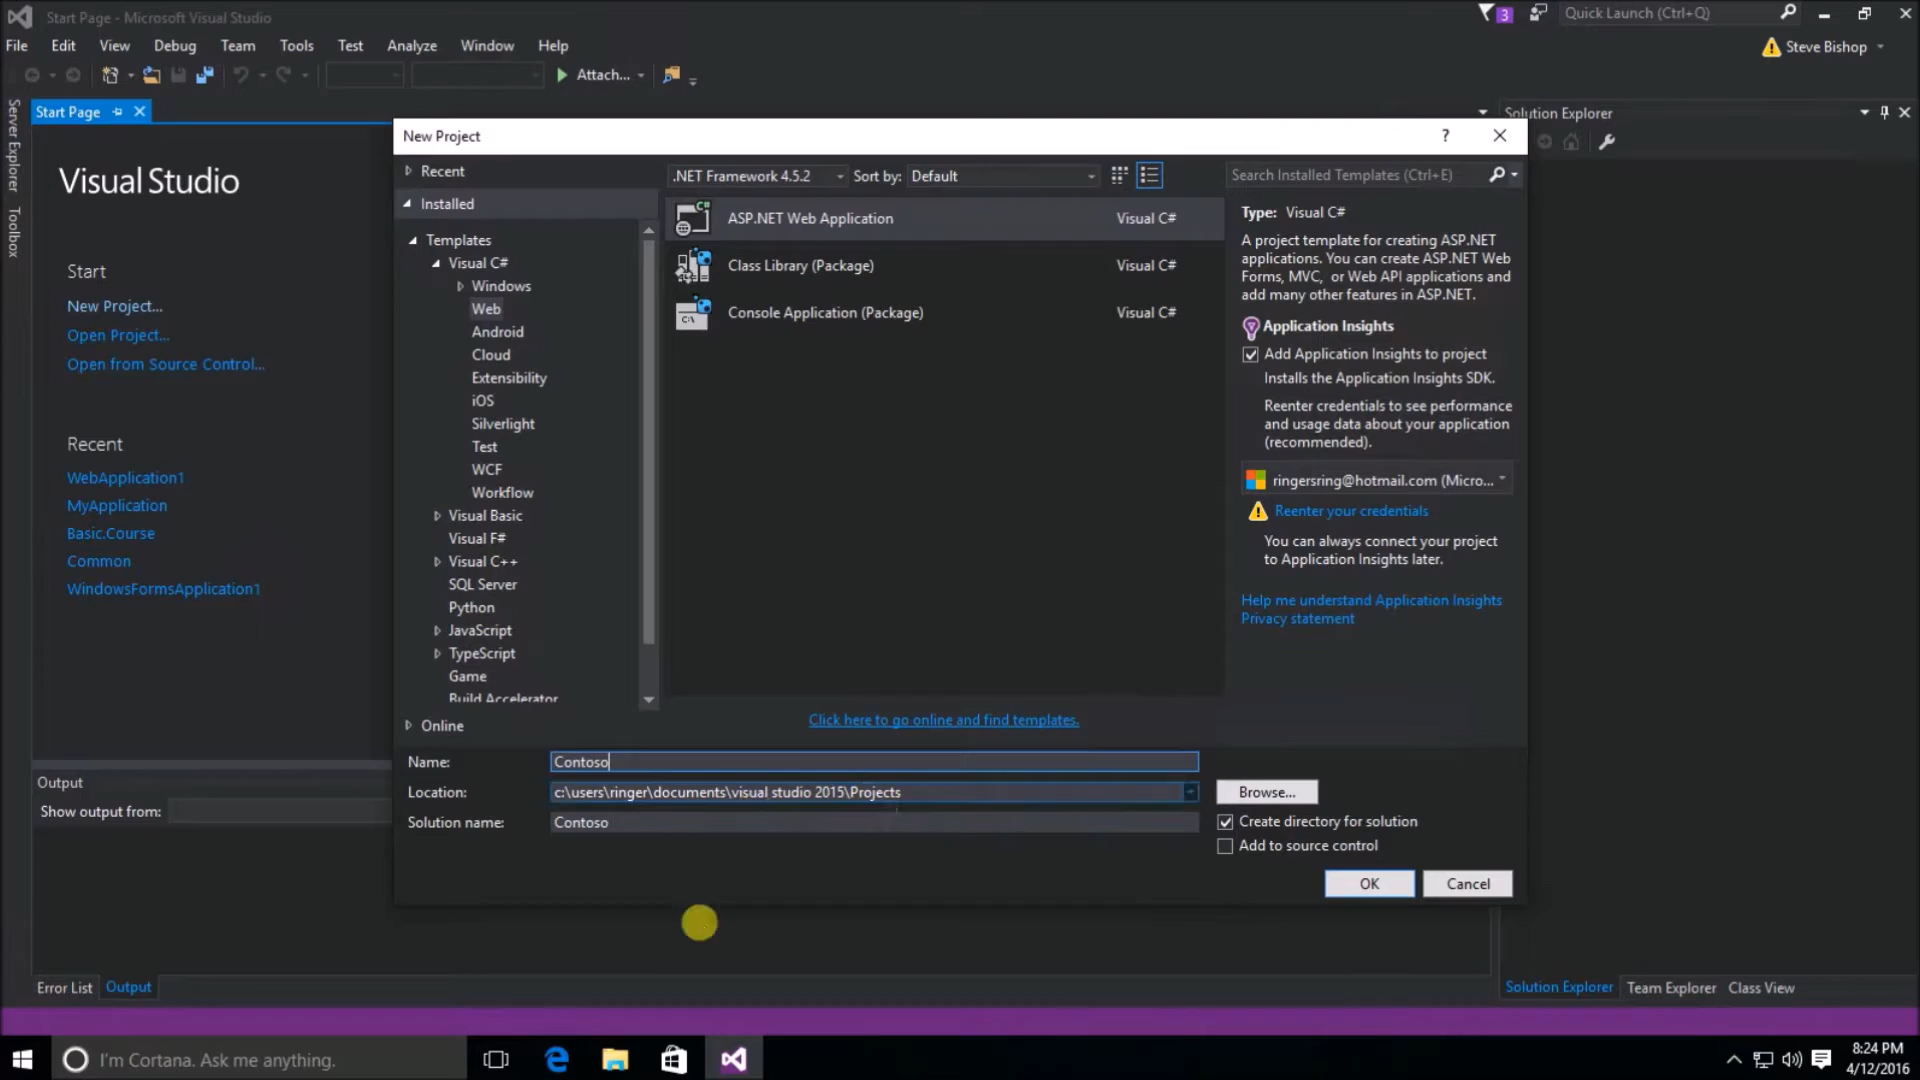 Start Page - Microsoft Visual Studio
3
Quick Launch (Ctrl+Q)
File Edit View Debug Team Tools Test Analyze Window Help
Steve Bishop
Attach...
Server Explorer
Toolbox
Start Page
Solution Explorer
Visual Studio
Start
New Project...
Open Project...
Open from Source Control...
Recent
WebApplication1
MyApplication
Basic.Course
Common
WindowsFormsApplication1
New Project
?
Recent
Installed
Templates
Visual C#
Windows
Web
Android
Cloud
Extensibility
iOS
Silverlight
Test
WCF
Workflow
Visual Basic
Visual F#
Visual C++
SQL Server
Python
JavaScript
TypeScript
Game
Build Accelerator
Online
.NET Framework 4.5.2
Sort by: Default
Search Installed Templates (Ctrl+E)
C#
ASP.NET Web Application Visual C#
Class Library (Package) Visual C#
C:\
Console Application (Package) Visual C#
Click here to go online and find templates.
Type: Visual C#
A project template for creating ASP.NET
applications. You can create ASP.NET Web
Forms, MVC, or Web API applications and
add many other features in ASP.NET.
Application Insights
Add Application Insights to project
Installs the Application Insights SDK.
Reenter credentials to see performance
and usage data about your application
(recommended).
ringersring@hotmail.com (Micro...
Reenter your credentials
You can always connect your project
to Application Insights later.
Help me understand Application Insights
Privacy statement
Name: Contoso
Location: c:\users\ringer\documents\visual studio 2015\Projects
Browse...
Solution name: Contoso
Create directory for solution
Add to source control
OK
Cancel
Output
Show output from:
Error List Output
Solution Explorer Team Explorer Class View
I'm Cortana. Ask me anything.
8:24 PM
4/12/2016